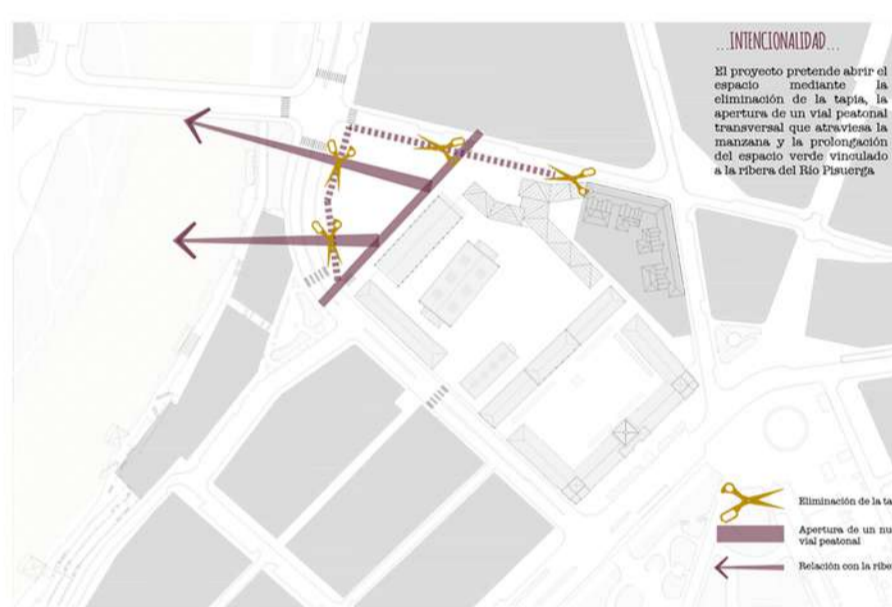 ...INTENCIONALIDAD...
El proyecto pretende abrir el
espacio mediante la
eliminación de la tapia, la
apertura de un vial peatonal
transversal que atraviesa la
manzana y la prolongación
del espacio verde vinculado
a la ribera del Río Pisuerga
Eliminación de la ta
Apertura de un nu
vial peatonal
Relación con la ribe